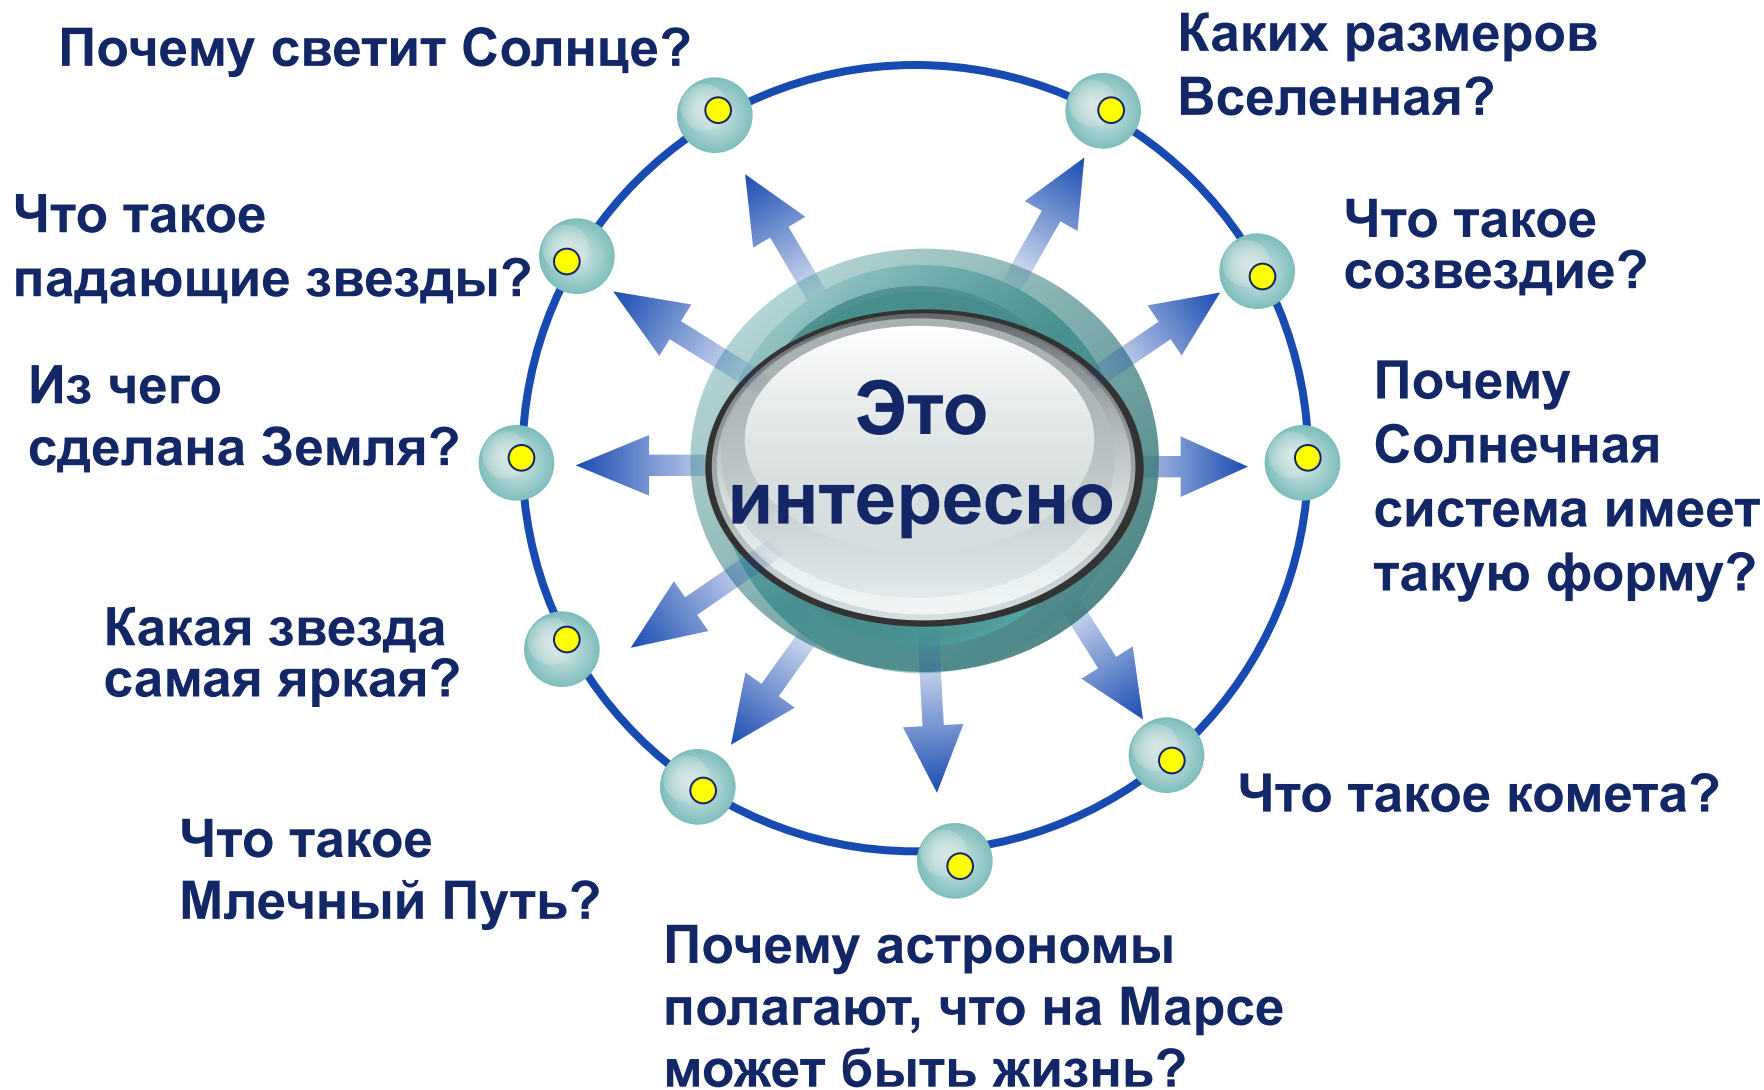 Почему светит Солнце?
Каких размеров
Вселенная?
Что такое
падающие звезды?
Что такое
созвездие?
Из чего
сделана Земля?
Это
интересно
Почему
Солнечная
система имеет
такую форму?
Какая звезда
самая яркая?
Что такое комета?
Что такое
Млечный Путь?
Почему астрономы
полагают, что на Марсе
может быть жизнь?